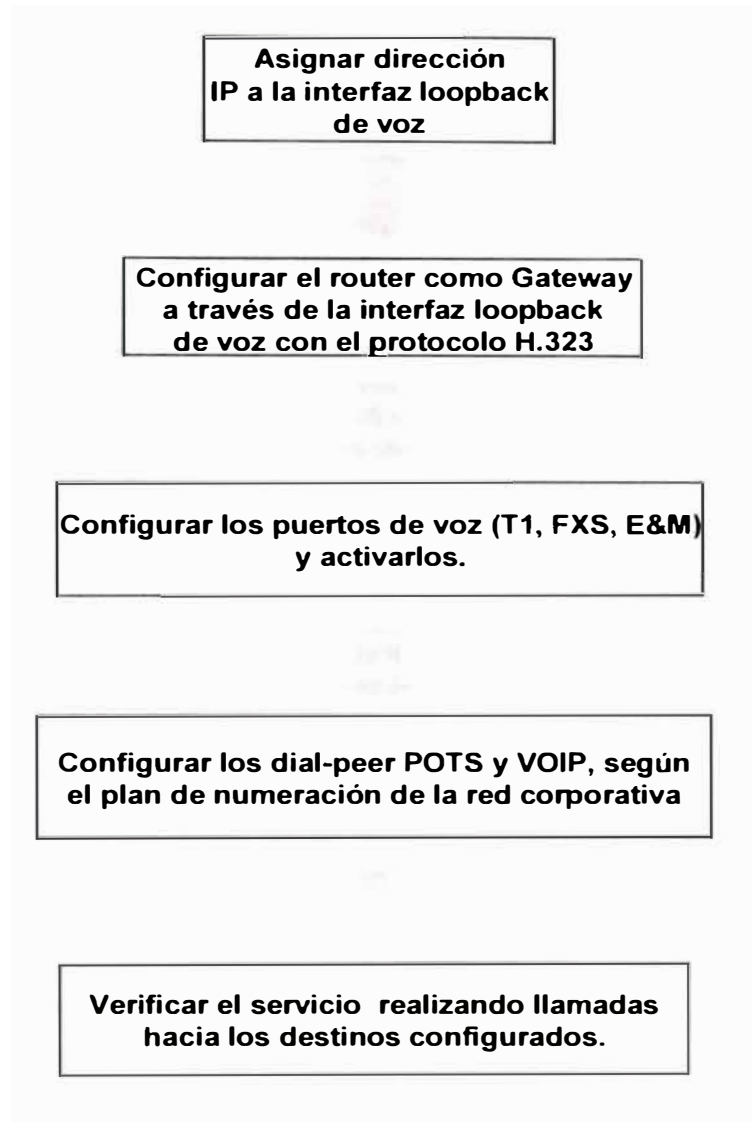 Asignar dirección
IP a la interfaz loopback
de voz
Configurar el router como Gateway
a través de la interfaz loopback
de voz con el protocolo H.323
Configurar los puertos de voz (T1, FXS, E&M)
y activarlos.
Configurar los dial-peer POTS y VOIP, según
el plan de numeración de la red corporativa
Verificar el servicio realizando llamadas
hacia los destinos configurados.